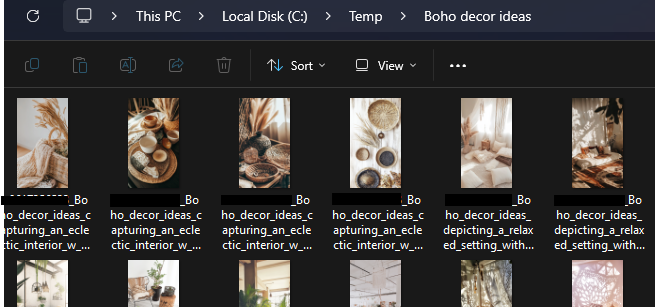 This PC > Local Disk (C:) > Temp > Boho decor ideas
Sort View ...
_Bo
ho_decor_ideas_c
apturing_an_ecle
ctic_interior_w_...
_Bo
ho_decor_ideas_c
apturing_an_ecle
ctic_interior_w_...
_Bo
ho_decor_ideas_c
apturing_an_ecle
ctic_interior_w_...
_Bo
ho_decor_ideas_c
apturing_an_ecle
ctic_interior_w_...
_Bo
ho_decor_ideas_
depicting_a_relax
ed_setting_with...
_Bo
ho_decor_ideas_
depicting_a_relax
ed_setting_with...